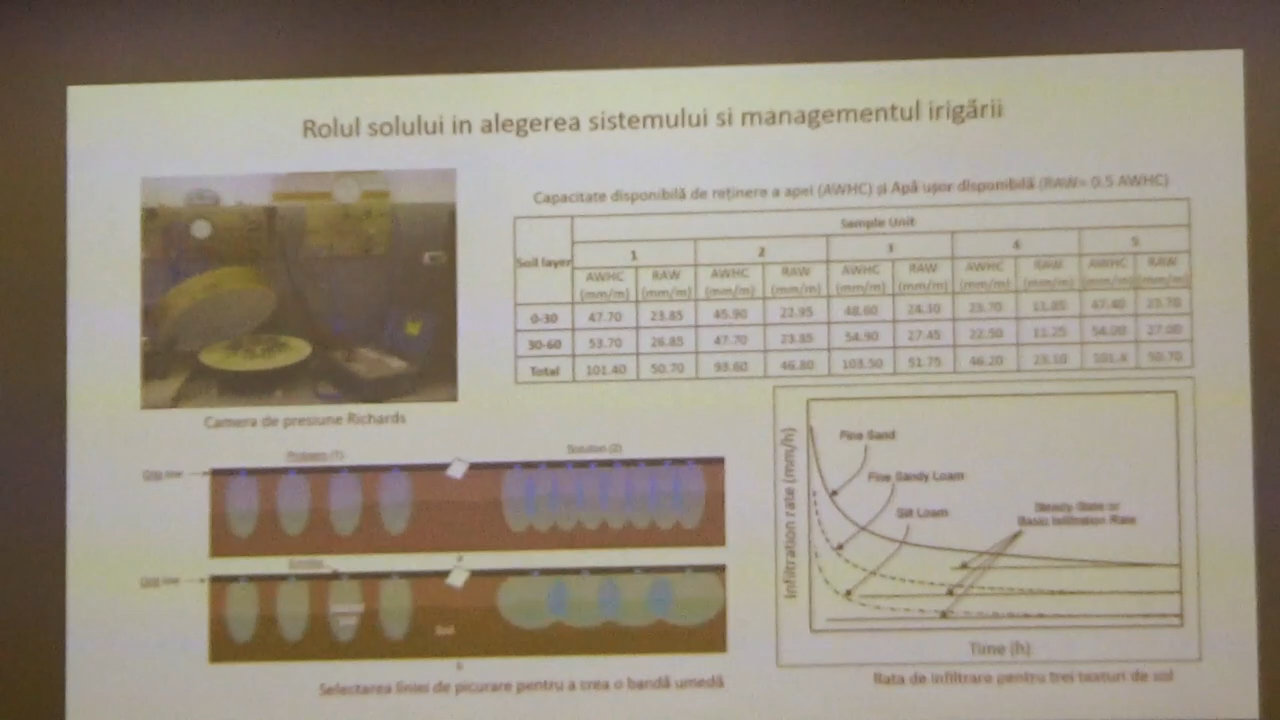 Rolul solului in alegerea sistemului si managementul irigării
Capacitate disponibilă de reținere a apei (AWHC) și Apă ușor disponibilă (RAW= 0.5 AWHC)
Sample Unit
Soil layer 1 2 3 4 5
AWHC RAW AWHC RAW AWHC RAW AWHC RAW AWHC RAW
(mm/m) (mm/m) (mm/m) (mm/m) (mm/m) (mm/m) (mm/m) (mm/m) (mm/m) (mm/m)
0-30 47.70 23.85 45.90 22.95 48.60 24.30 23.70 11.85 47.40 23.70
30-60 53.70 26.85 47.70 23.85 54.90 27.45 22.50 11.25 54.00 27.00
Total 101.40 50.70 93.60 46.80 103.50 51.75 46.20 23.10 101.4 50.70
Camera de presiune Richards
Problem (1)
Solution (2)
Drip line
Drip line
Selectarea liniei de picurare pentru a crea o bandă umedă
Infiltration rate (mm/h)
Fine Sand
Fine Sandy Loam
Silt Loam
Steady-State or
Basic Infiltration Rate
Time (h)
Rata de infiltrare pentru trei texturi de sol